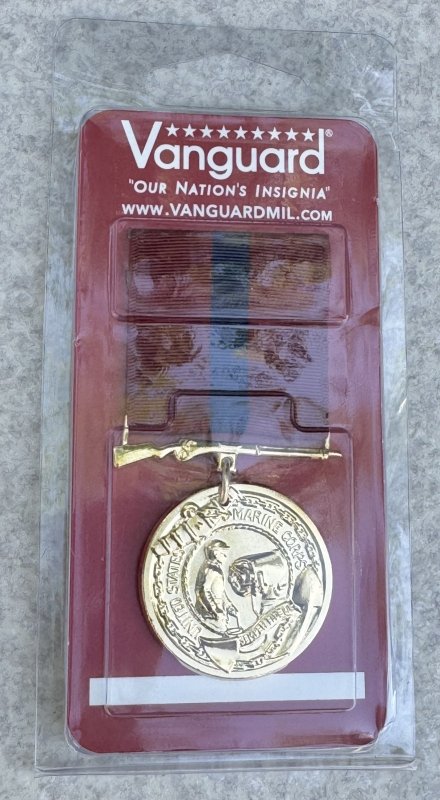 Vanguard®
"OUR NATION'S INSIGNIA"
WWW.VANGUARDMIL.COM
UNITED STATES MARINE CORPS